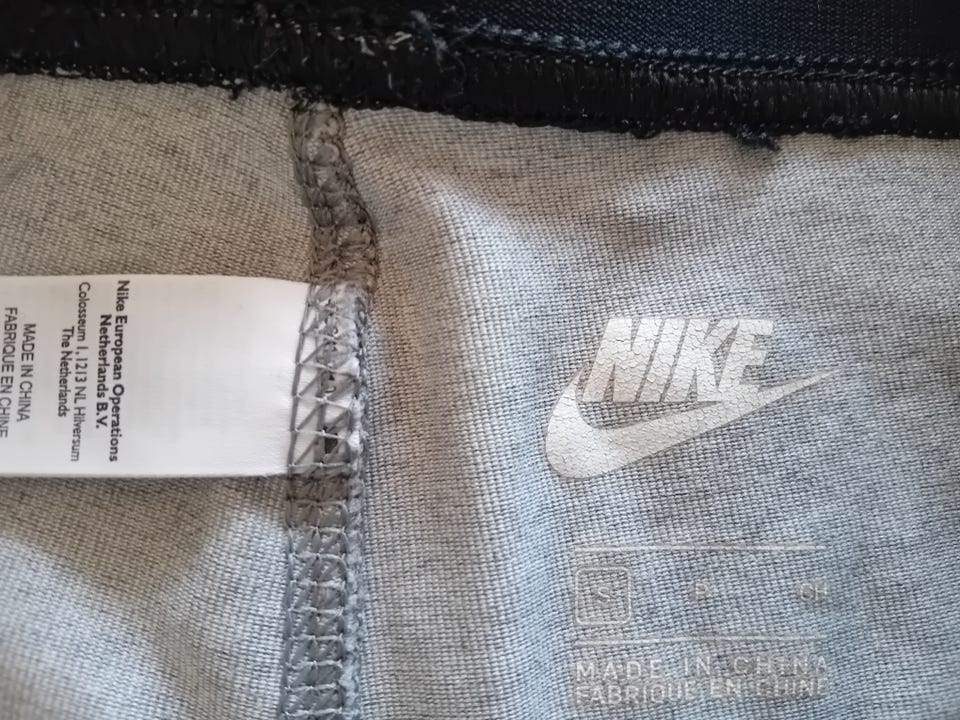 Nike European Operations
Netherlands B.V.
Colosseum 1, 1213 NL Hilversum
The Netherlands
MADE IN CHINA
FABRIQUE EN CHINE
NIKE
S P CH
MADE IN CHINA
FABRIQUE EN CHINE